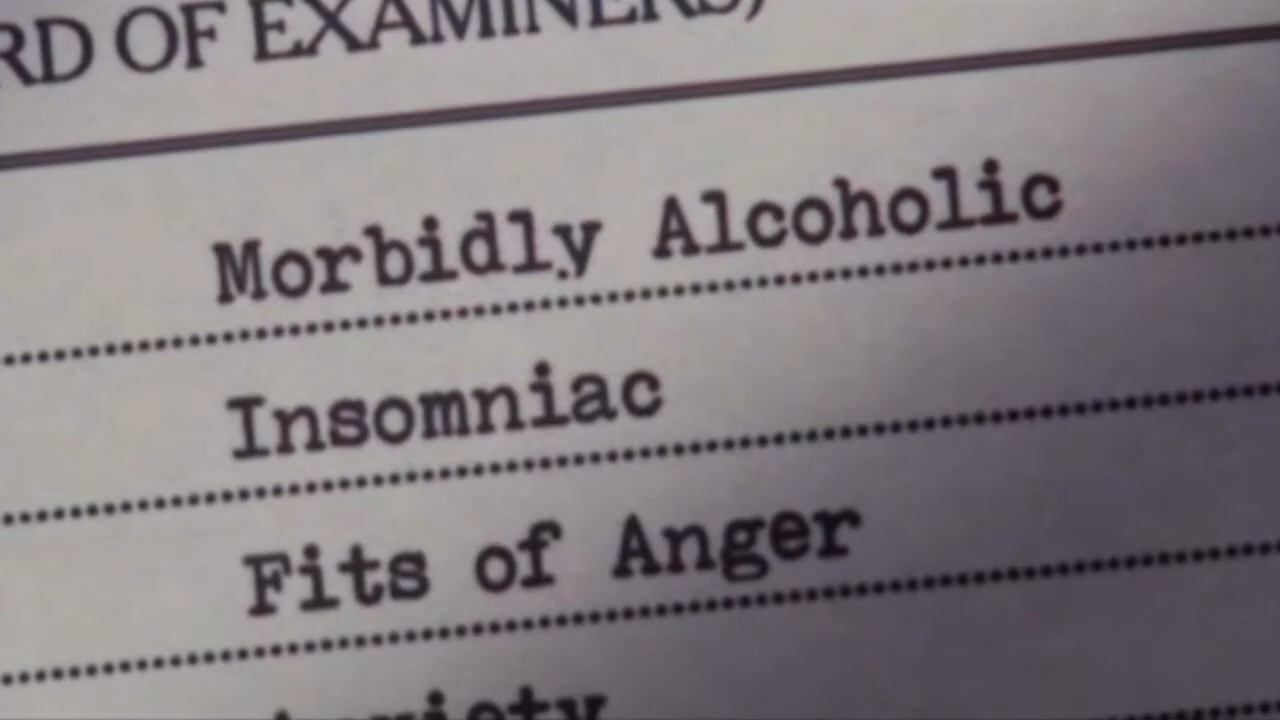 RD OF EXAMINERS)
Morbidly Alcoholic
Insomniac
Fits of Anger